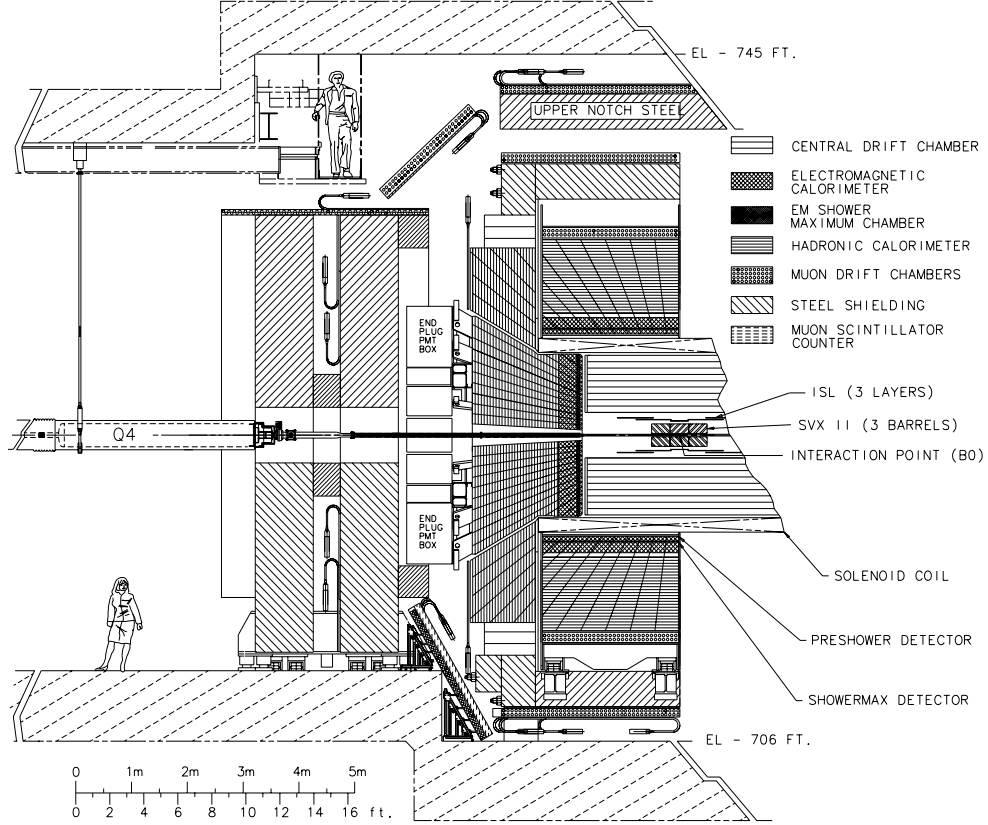 EL - 745 FT.
UPPER NOTCH STEEL
CENTRAL DRIFT CHAMBER
ELECTROMAGNETIC
CALORIMETER
EM SHOWER
MAXIMUM CHAMBER
HADRONIC CALORIMETER
MUON DRIFT CHAMBERS
STEEL SHIELDING
MUON SCINTILLATOR
COUNTER
END
PLUG
PMT
BOX
ISL (3 LAYERS)
SVX II (3 BARRELS)
Q4
INTERACTION POINT (B0)
END
PLUG
PMT
BOX
SOLENOID COIL
PRESHOWER DETECTOR
SHOWERMAX DETECTOR
EL - 706 FT.
0 1m 2m 3m 4m 5m
0 2 4 6 8 10 12 14 16 ft.